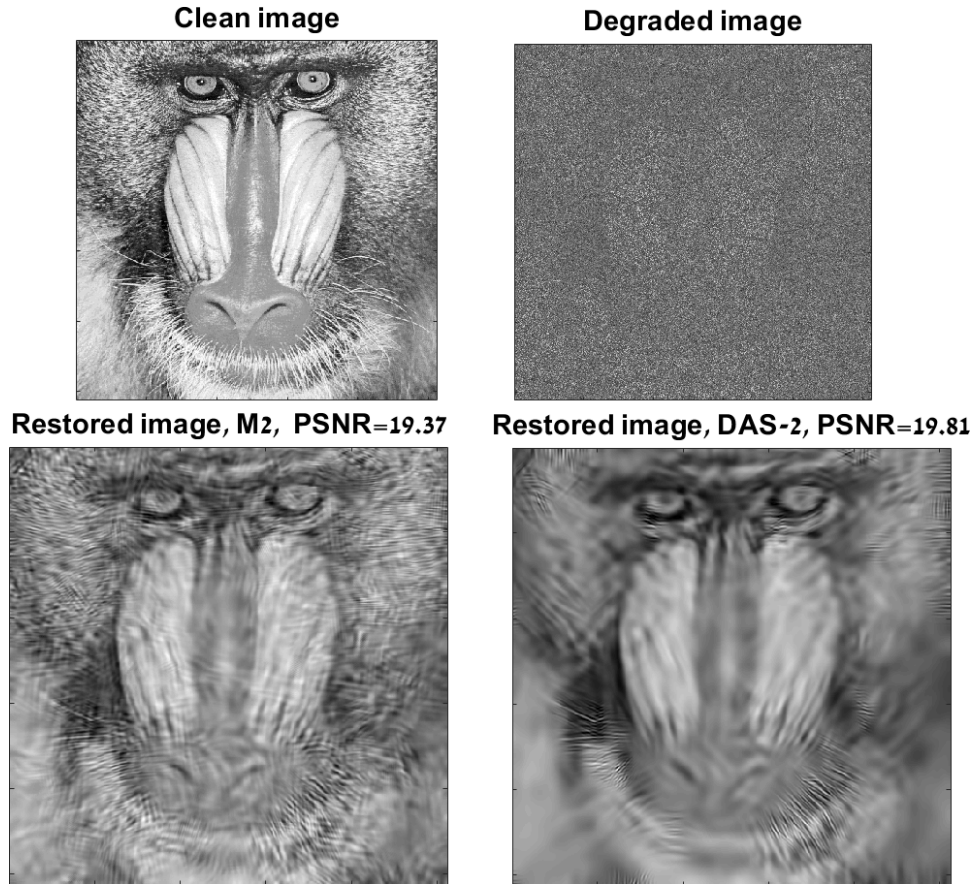 Clean image
Degraded image
Restored image, M2, PSNR=19.37
Restored image, DAS-2, PSNR=19.81